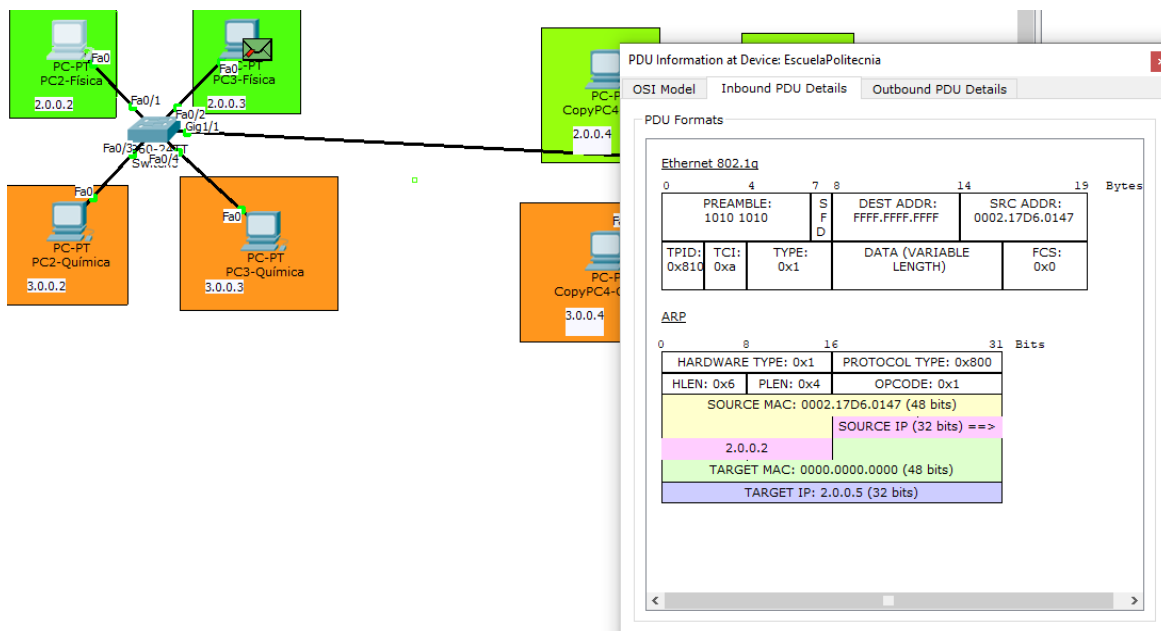 Fa0
PC-PT
PC2-Física
2.0.0.2
Fa0
PC-PT
PC3-Física
2.0.0.3
Fa0/1
Fa0/2
Gig1/1
Fa0/3
Fa0/4
Fa0
PC-PT
PC2-Química
3.0.0.2
Fa0
PC-PT
PC3-Química
3.0.0.3
PC-P
CopyPC4
2.0.0.4
F
PC-P
CopyPC4-
3.0.0.4
PDU Information at Device: EscuelaPolitecnia
OSI Model Inbound PDU Details Outbound PDU Details
PDU Formats
Ethernet 802.1q
0 4 7 8 14 19 Bytes
PREAMBLE: 1010 1010
SFD
DEST ADDR: FFFF.FFFF.FFFF
SRC ADDR: 0002.17D6.0147
TPID: 0x810
TCI: 0xa
TYPE: 0x1
DATA (VARIABLE LENGTH)
FCS: 0x0
ARP
0 8 16 31 Bits
HARDWARE TYPE: 0x1 PROTOCOL TYPE: 0x800
HLEN: 0x6 PLEN: 0x4 OPCODE: 0x1
SOURCE MAC: 0002.17D6.0147 (48 bits)
SOURCE IP (32 bits) ==>
2.0.0.2
TARGET MAC: 0000.0000.0000 (48 bits)
TARGET IP: 2.0.0.5 (32 bits)